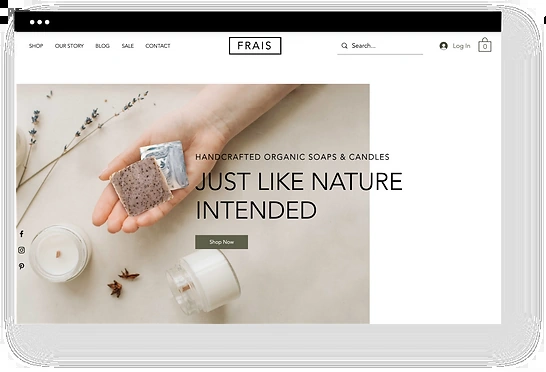 SHOP OUR STORY BLOG SALE CONTACT FRAIS Search... Log In 0
HANDCRAFTED ORGANIC SOAPS & CANDLES
JUST LIKE NATURE
INTENDED
Shop Now